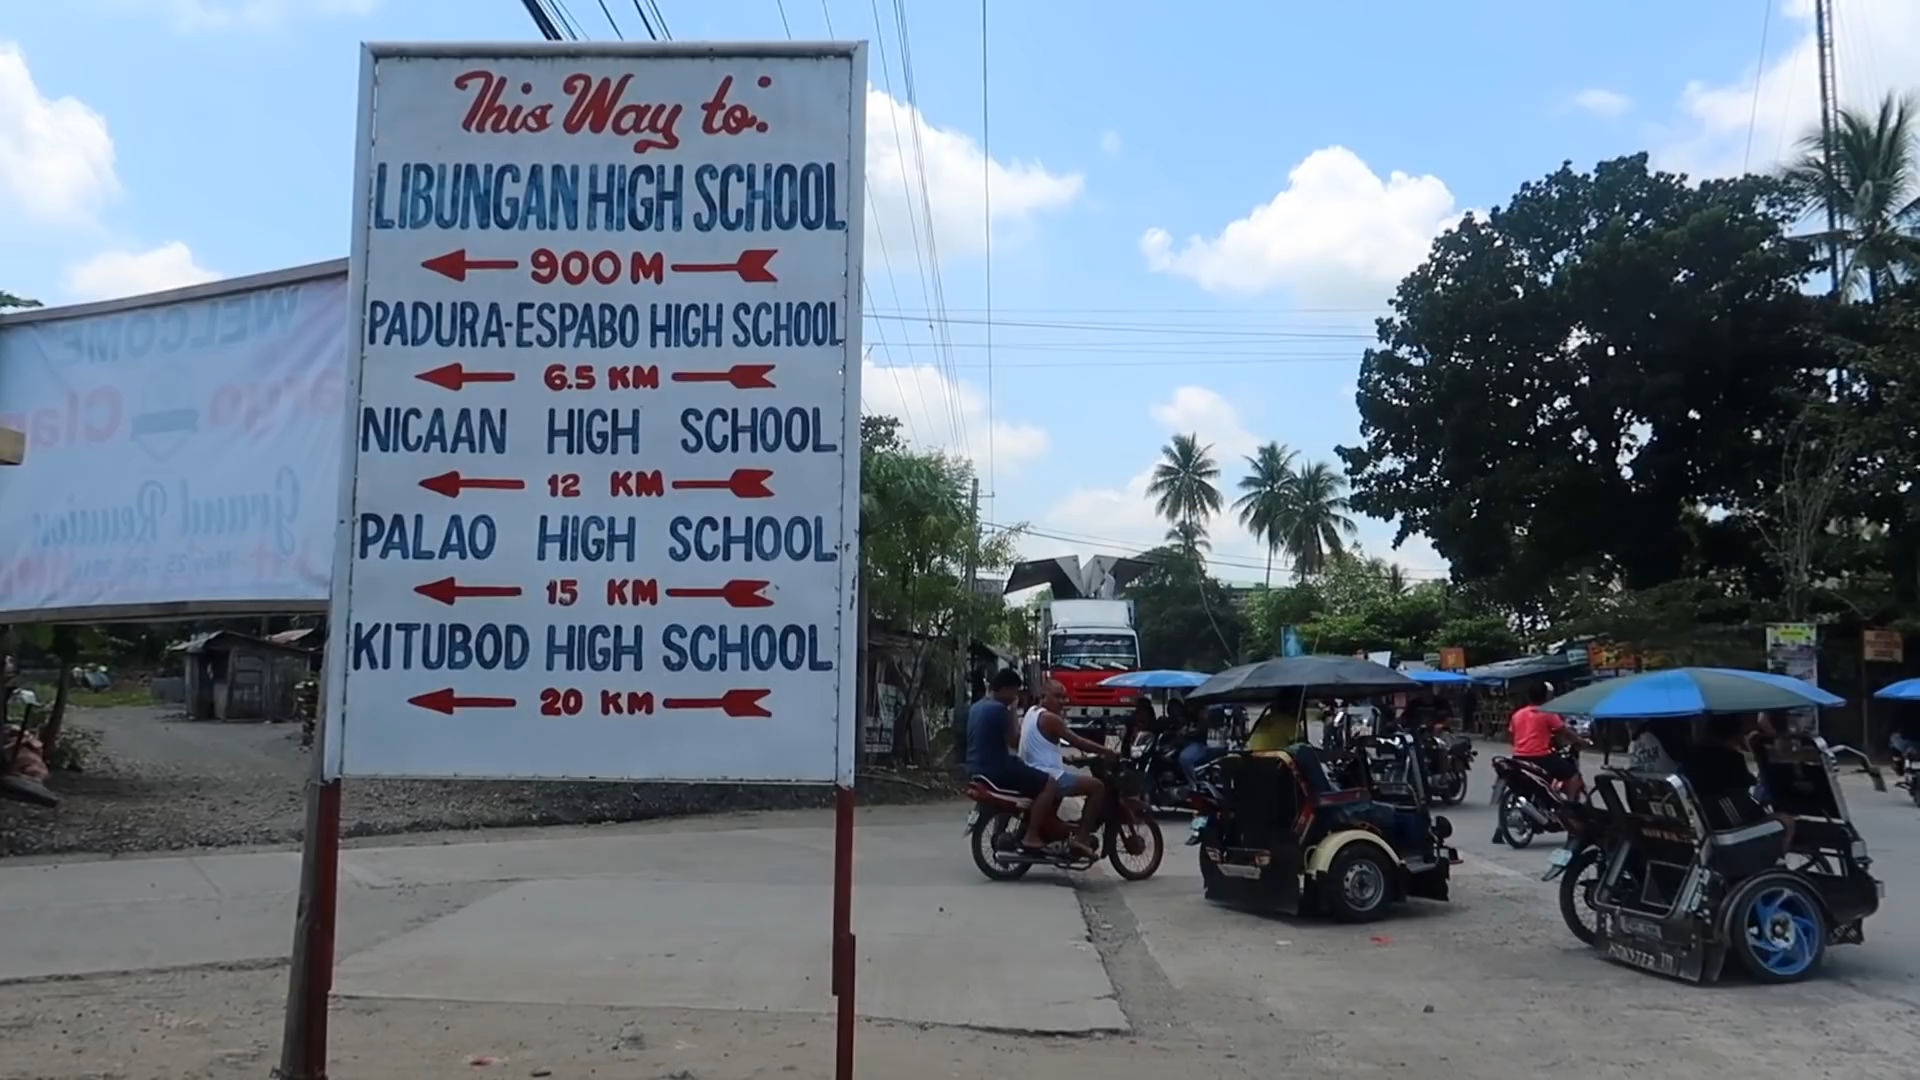 This Way to:
LIBUNGAN HIGH SCHOOL
900 M
PADURA-ESPABO HIGH SCHOOL
6.5 KM
NICAAN HIGH SCHOOL
12 KM
PALAO HIGH SCHOOL
15 KM
KITUBOD HIGH SCHOOL
20 KM
WELCOME
Clan
Grand Reunion